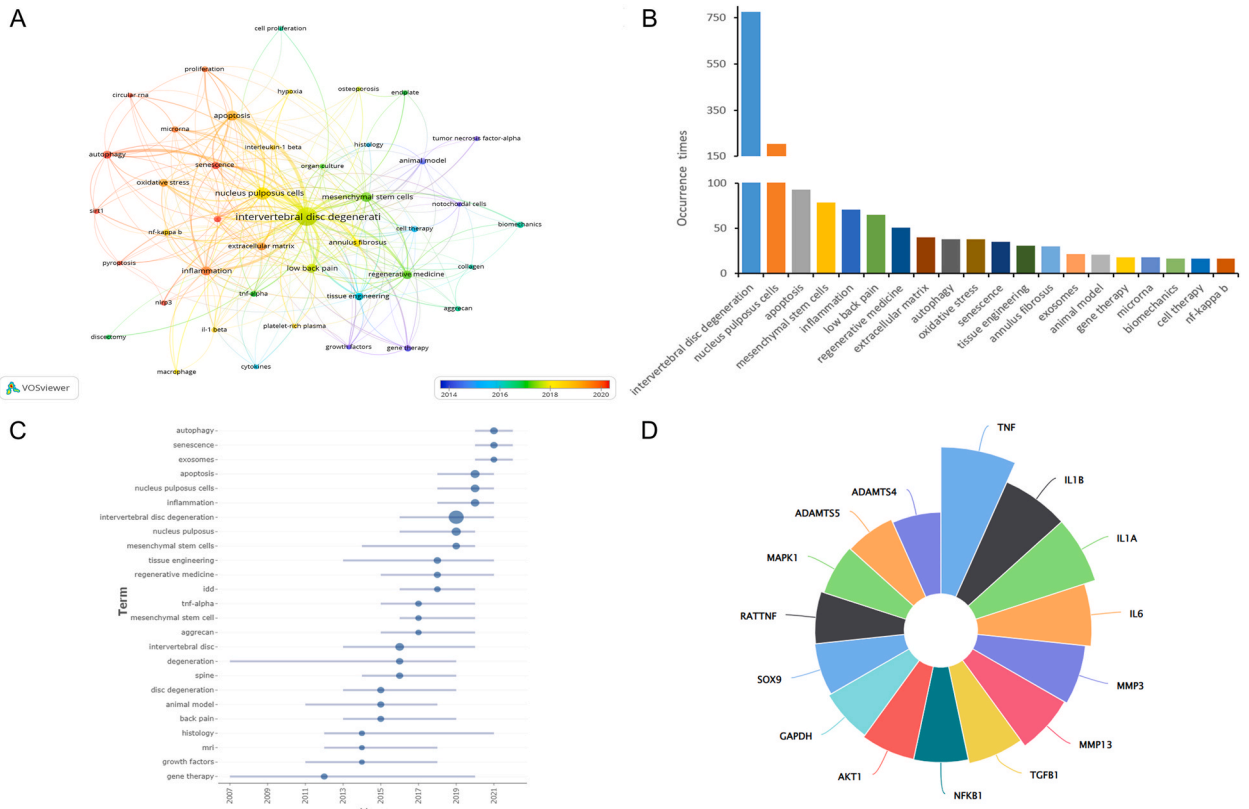 A
cell proliferation
proliferation
circular rna
hypoxia
osteoporosis
endplate
microrna
apoptosis
tumor necrosis factor-alpha
interleukin-1 beta
histology
autophagy
senescence
organ culture
animal model
oxidative stress
nucleus pulposus cells
mesenchymal stem cells
notochordal cells
sirt1
intervertebral disc degenerati
biomechanics
nf-kappa b
cell therapy
extracellular matrix
annulus fibrosus
pyroptosis
inflammation
low back pain
regenerative medicine
collagen
nlrp3
tnf-alpha
tissue engineering
aggrecan
il-1 beta
platelet-rich plasma
discectomy
growth factors
gene therapy
macrophage
cytokines
VOSviewer
2014
2016
2018
2020
B
Occurrence times
750
550
350
150
100
50
0
intervertebral disc degeneration
nucleus pulposus cells
apoptosis
mesenchymal stem cells
inflammation
low back pain
regenerative medicine
extracellular matrix
autophagy
oxidative stress
senescence
tissue engineering
annulus fibrosus
exosomes
animal model
gene therapy
microrna
biomechanics
cell therapy
nf-kappa b
C
Term
autophagy
senescence
exosomes
apoptosis
nucleus pulposus cells
inflammation
intervertebral disc degeneration
nucleus pulposus
mesenchymal stem cells
tissue engineering
regenerative medicine
idd
tnf-alpha
mesenchymal stem cell
aggrecan
intervertebral disc
degeneration
spine
disc degeneration
animal model
back pain
histology
mri
growth factors
gene therapy
2007
2009
2011
2013
2015
2017
2019
2021
D
TNF
IL1B
IL1A
IL6
MMP3
MMP13
TGFB1
NFKB1
AKT1
GAPDH
SOX9
RATTNF
MAPK1
ADAMTS5
ADAMTS4